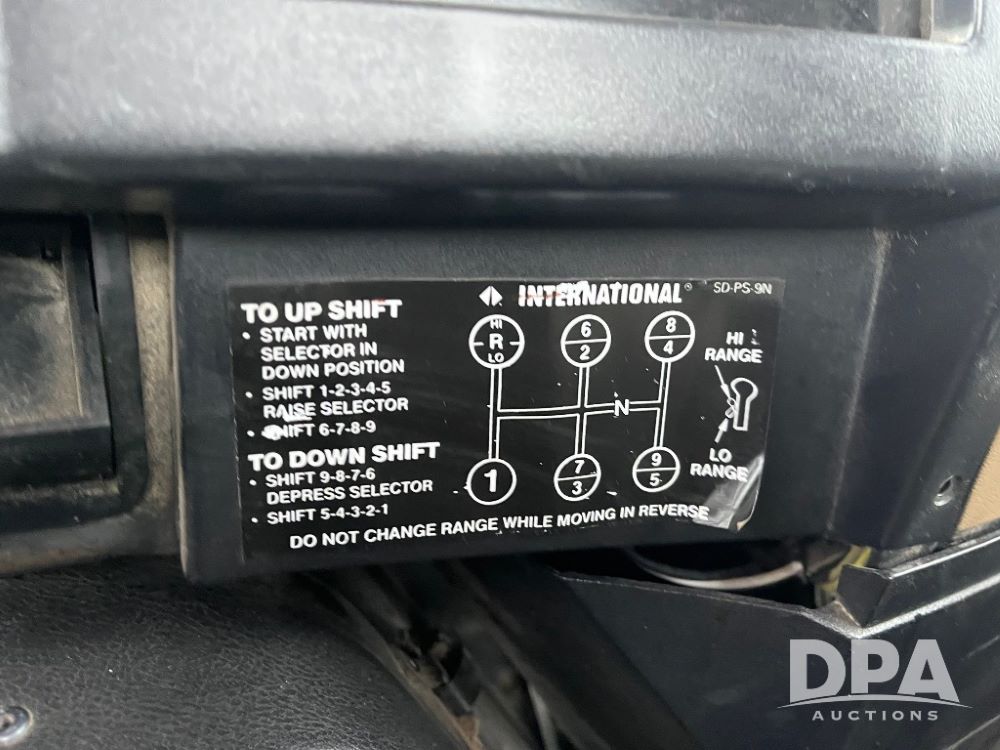 INTERNATIONAL® SD-PS-9N
TO UP SHIFT
• START WITH
SELECTOR IN
DOWN POSITION
• SHIFT 1-2-3-4-5
RAISE SELECTOR
• SHIFT 6-7-8-9
TO DOWN SHIFT
• SHIFT 9-8-7-6
DEPRESS SELECTOR
• SHIFT 5-4-3-2-1
HI
R
LO
6
2
8
4
N
1
7
3
9
5
HI
RANGE
LO
RANGE
DO NOT CHANGE RANGE WHILE MOVING IN REVERSE
DPA
AUCTIONS